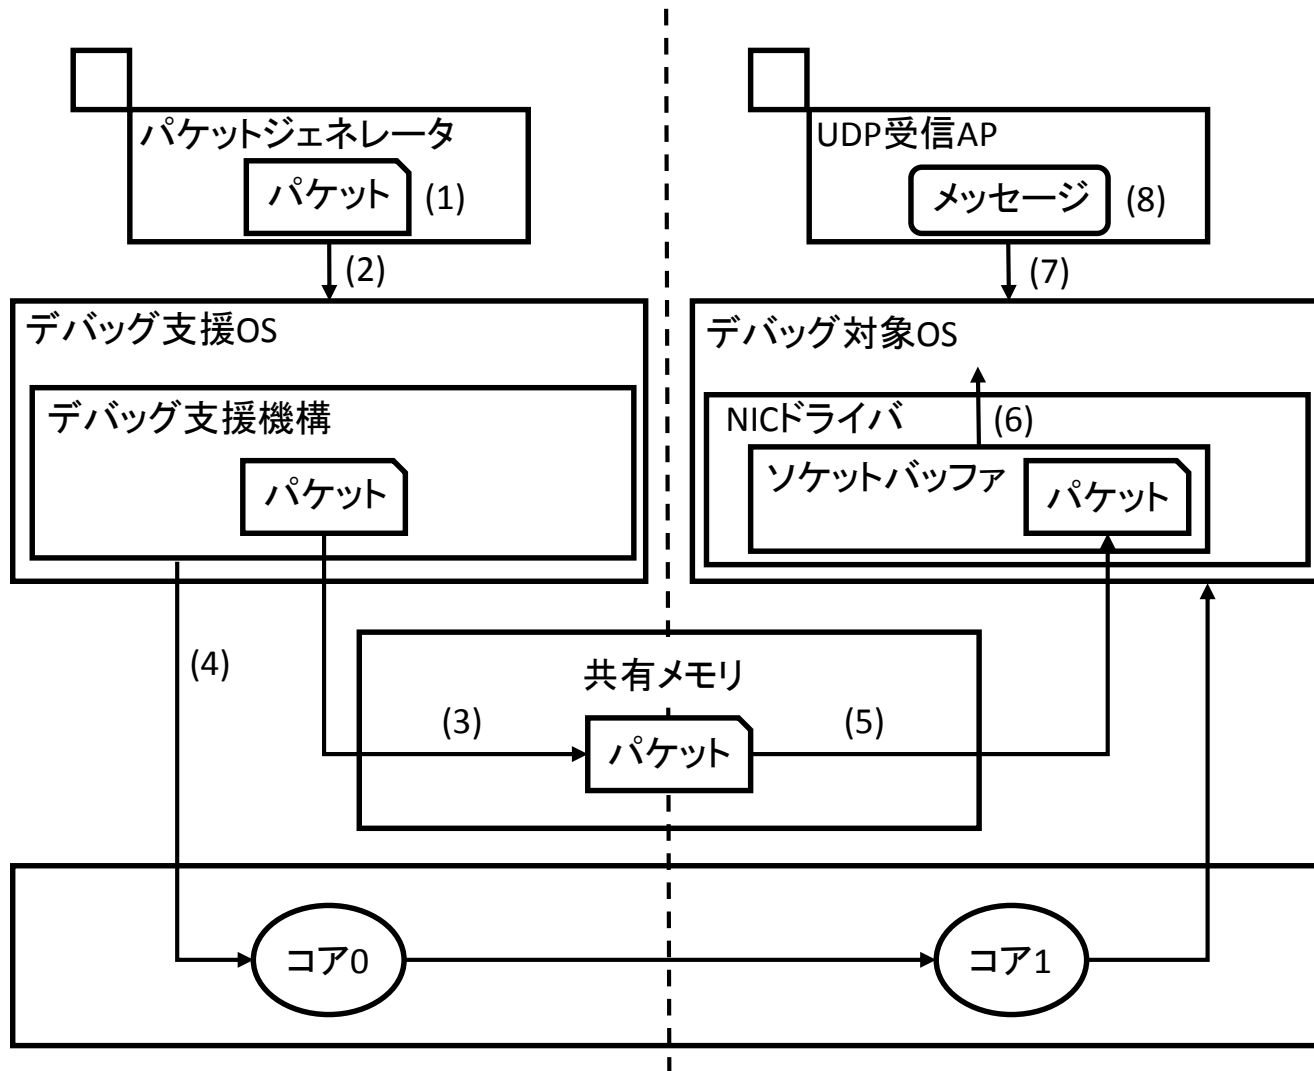 パケットジェネレータ
パケット
(1)
(2)
デバッグ支援OS
デバッグ支援機構
パケット
(4)
UDP受信AP
メッセージ
(8)
(7)
デバッグ対象OS
NICドライバ
(6)
ソケットバッファ
パケット
共有メモリ
(3)
パケット
(5)
コア0
コア1